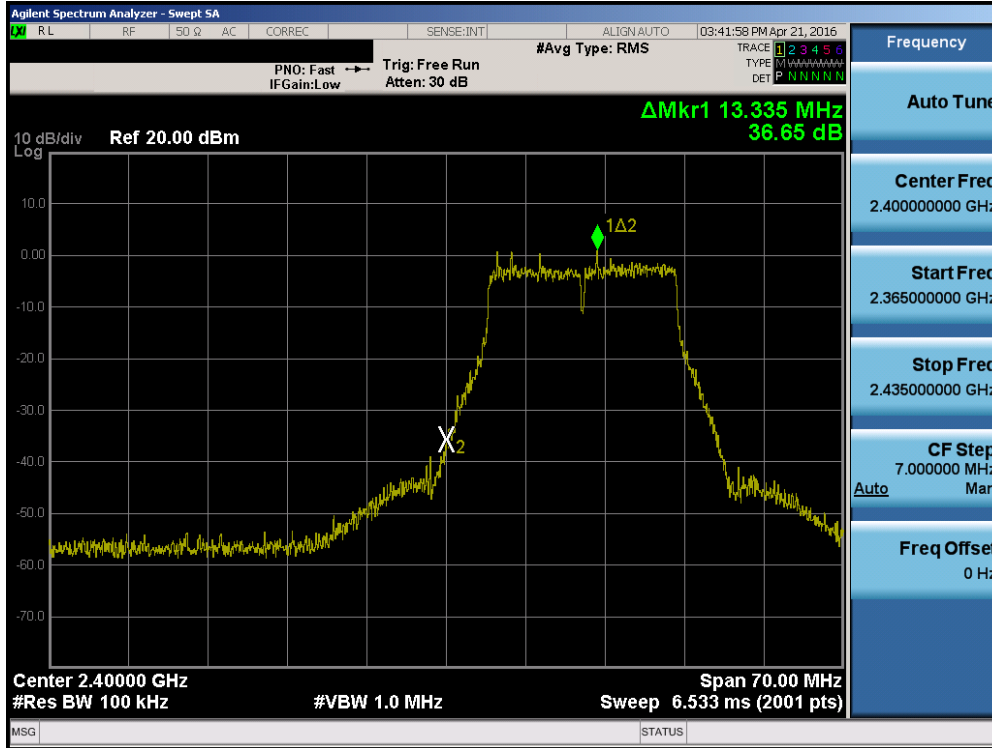 Agilent Spectrum Analyzer - Swept SA
LXI RL RF 50 Ω AC CORREC SENSE:INT ALIGN AUTO 03:41:58 PM Apr 21, 2016
#Avg Type: RMS TRACE 1 2 3 4 5 6
PNO: Fast Trig: Free Run TYPE M WWWWW
IFGain:Low Atten: 30 dB DET P N N N N N
ΔMkr1 13.335 MHz
36.65 dB
10 dB/div Ref 20.00 dBm
Log
10.0
1Δ2
0.00
-10.0
-20.0
-30.0
2
-40.0
-50.0
-60.0
-70.0
Center 2.40000 GHz Span 70.00 MHz
#Res BW 100 kHz #VBW 1.0 MHz Sweep 6.533 ms (2001 pts)
MSG STATUS
Frequency
Auto Tune
Center Freq
2.400000000 GHz
Start Freq
2.365000000 GHz
Stop Freq
2.435000000 GHz
CF Step
7.000000 MHz
Auto Man
Freq Offset
0 Hz